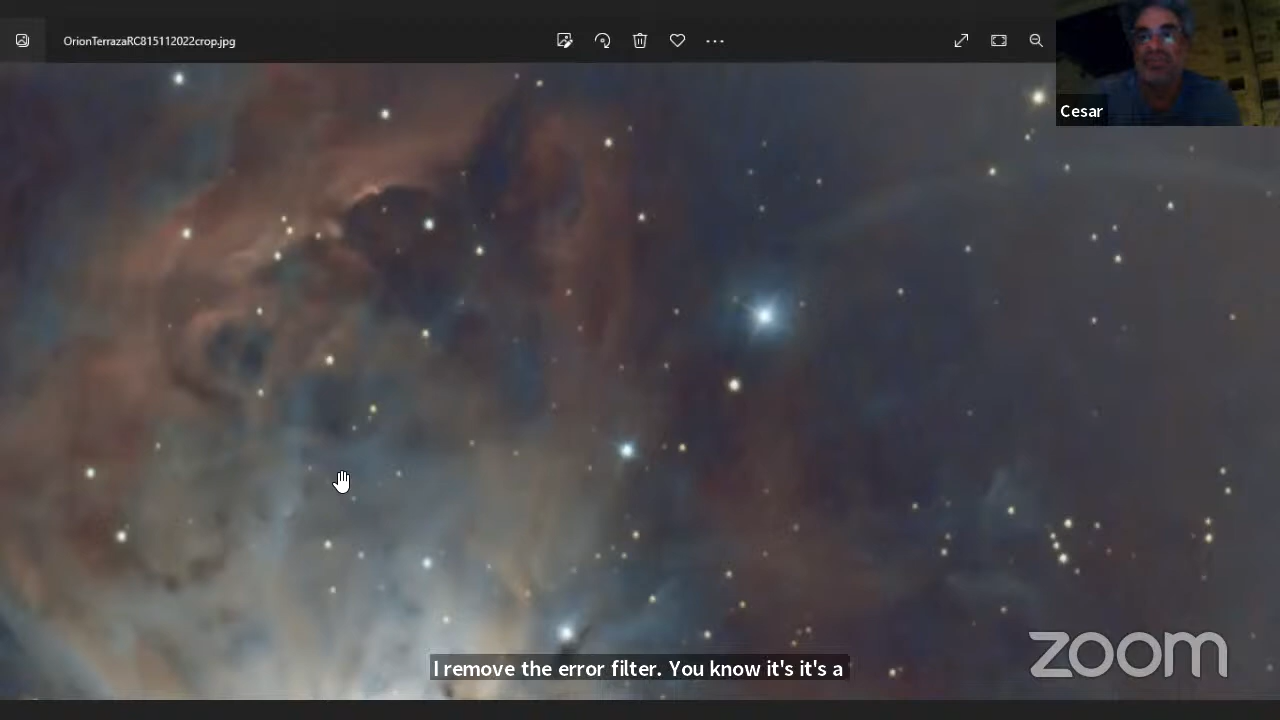 OrionTerrazaRC815112022crop.jpg
Cesar
I remove the error filter. You know it's it's a
zoom